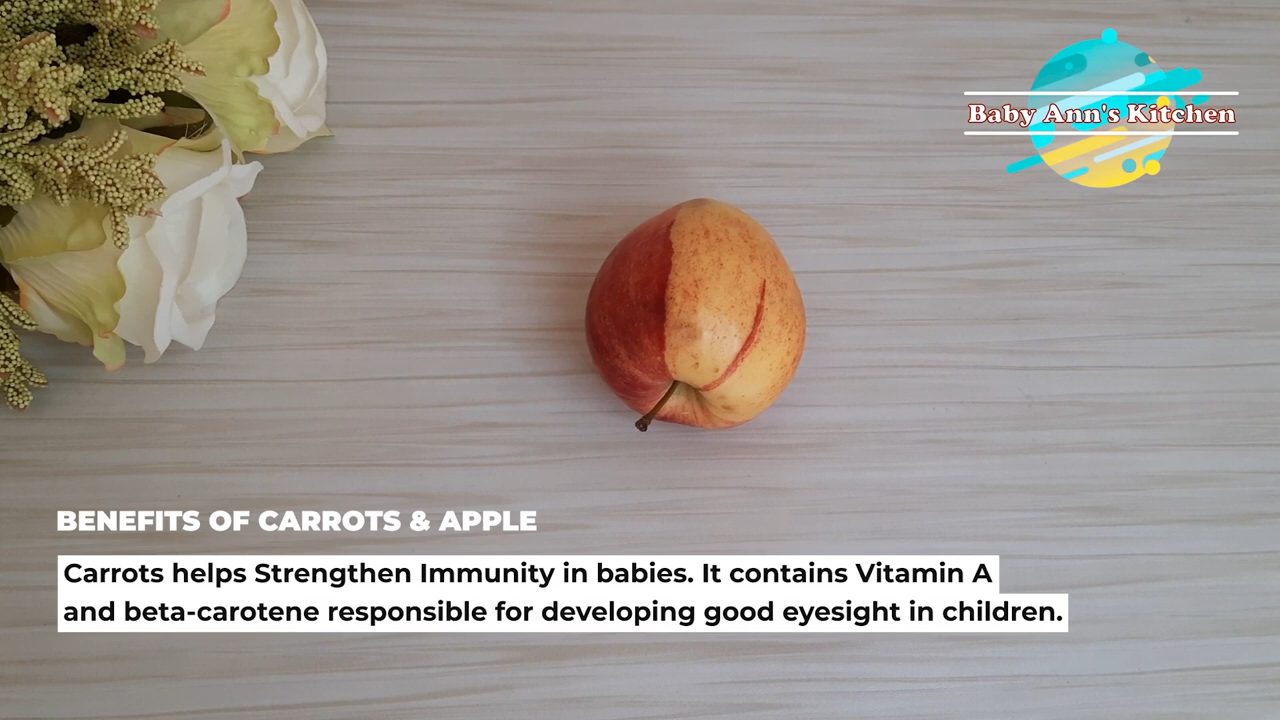 Baby Ann's Kitchen
BENEFITS OF CARROTS & APPLE
Carrots helps Strengthen Immunity in babies. It contains Vitamin A
and beta-carotene responsible for developing good eyesight in children.